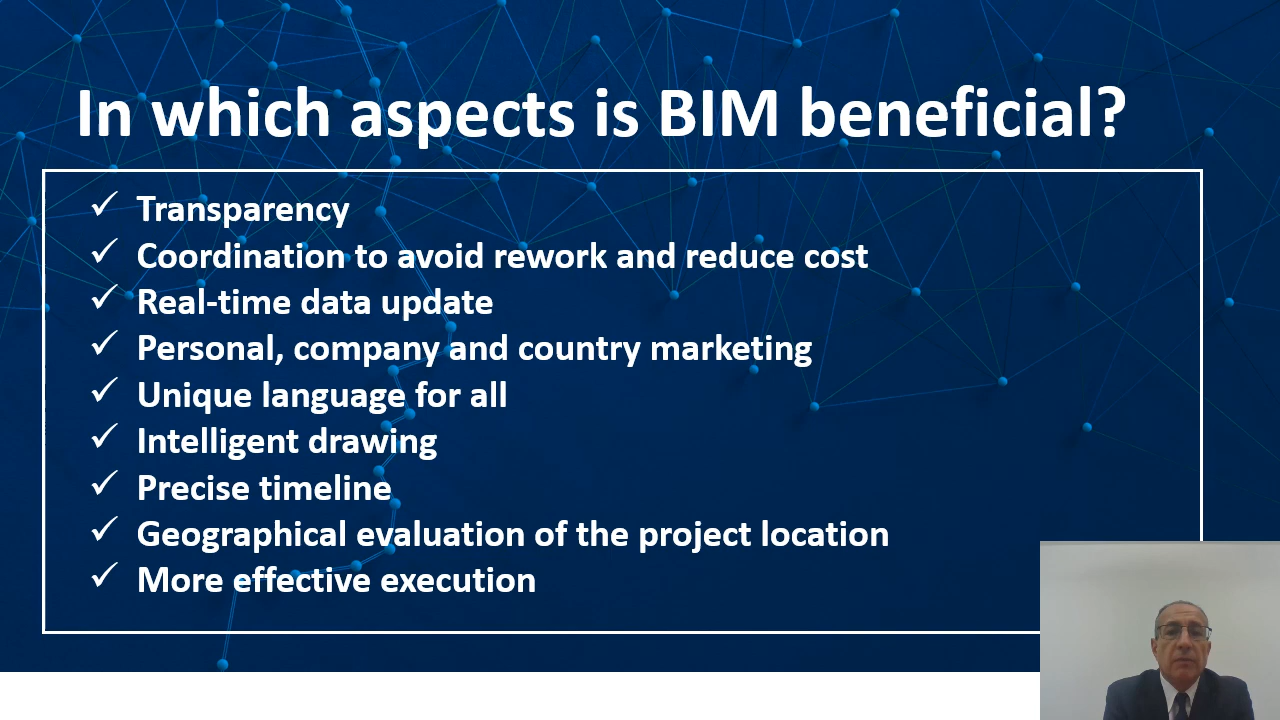 In which aspects is BIM beneficial?
✓ Transparency
✓ Coordination to avoid rework and reduce cost
✓ Real-time data update
✓ Personal, company and country marketing
✓ Unique language for all
✓ Intelligent drawing
✓ Precise timeline
✓ Geographical evaluation of the project location
✓ More effective execution